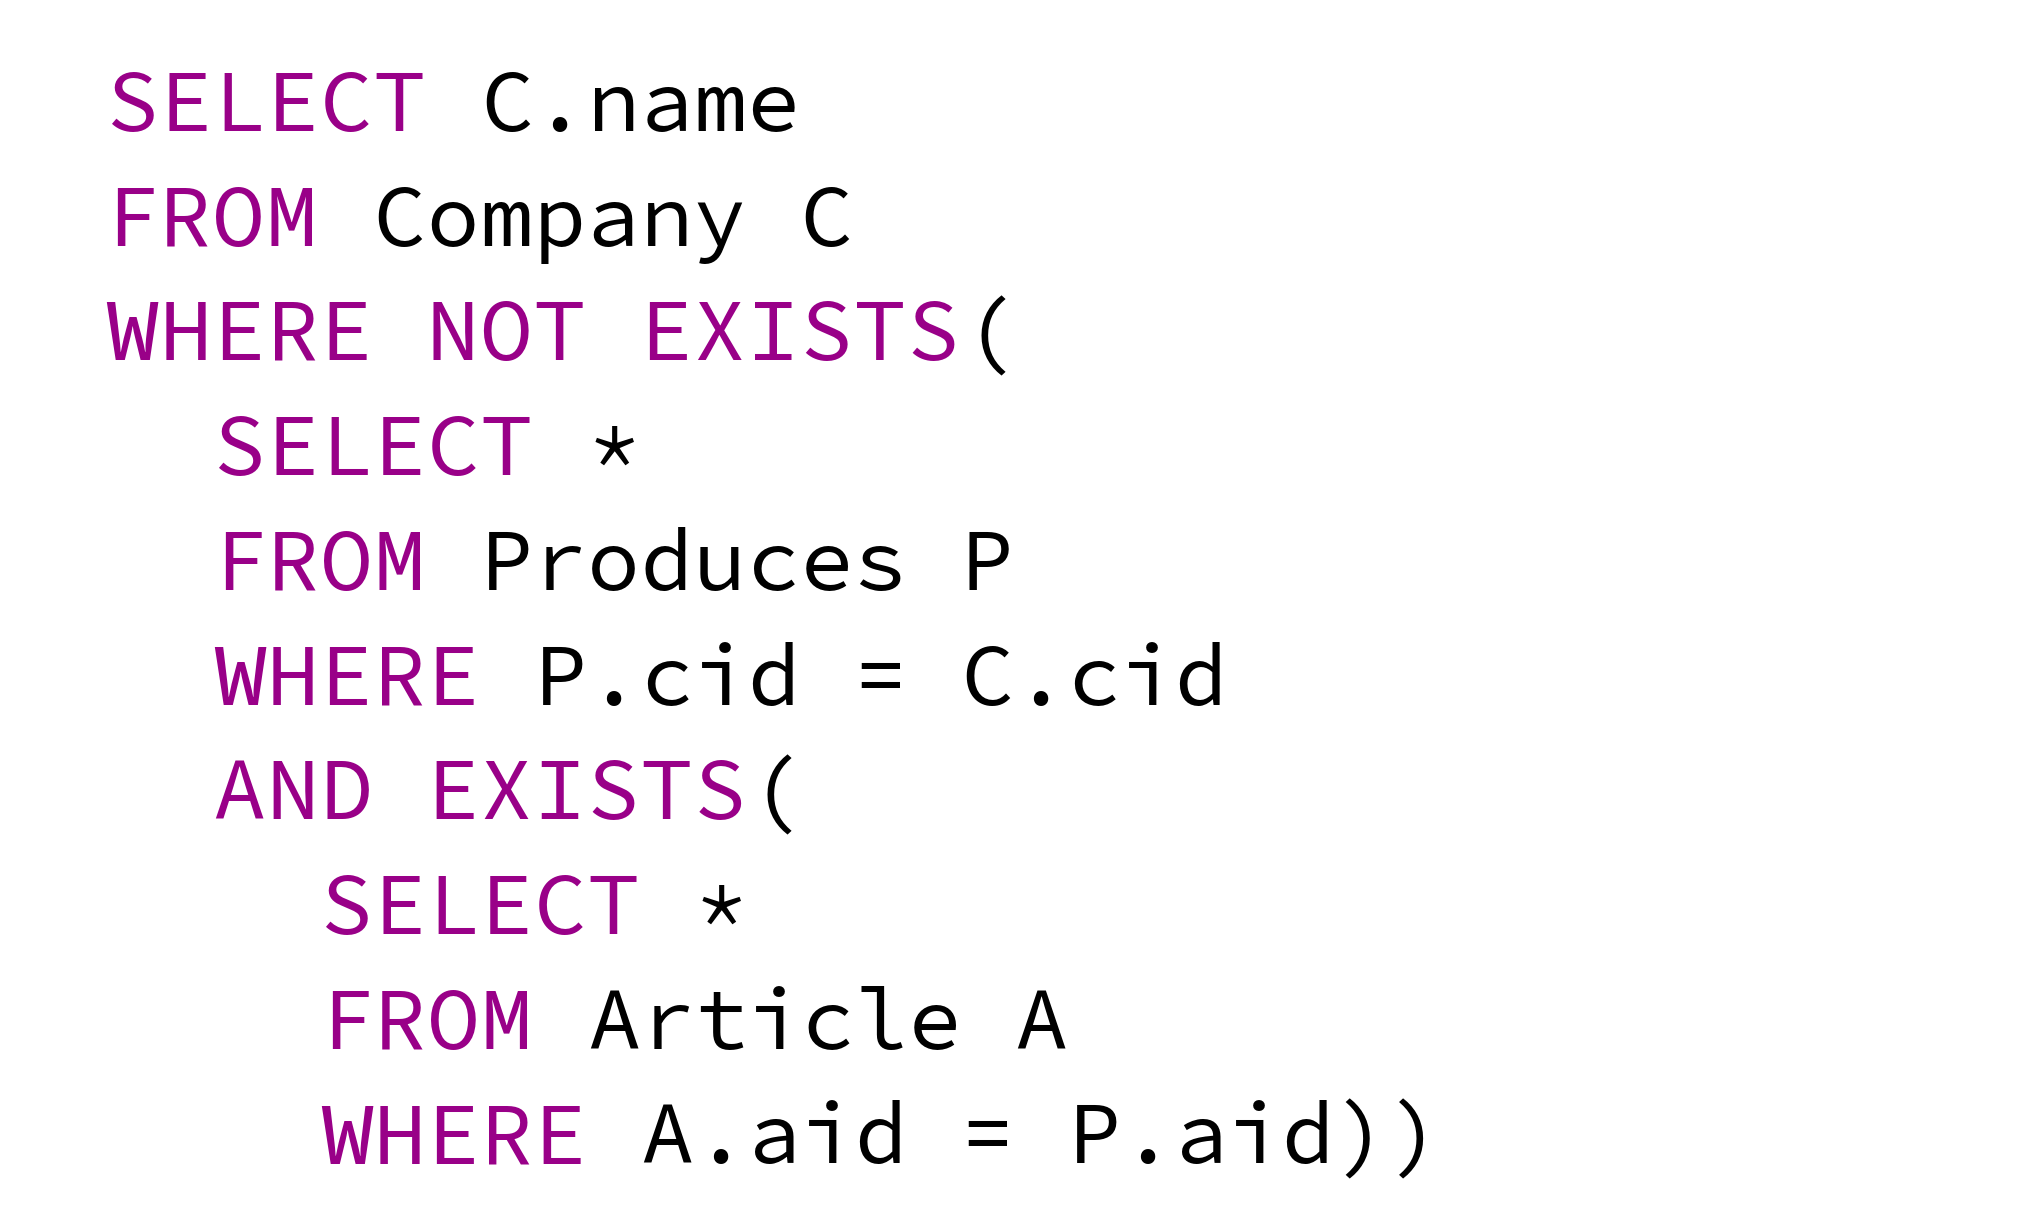 SELECT C.name
FROM Company C
WHERE NOT EXISTS(
SELECT *
FROM Produces P
WHERE P.cid = C.cid
AND EXISTS(
SELECT *
FROM Article A
WHERE A.aid = P.aid))